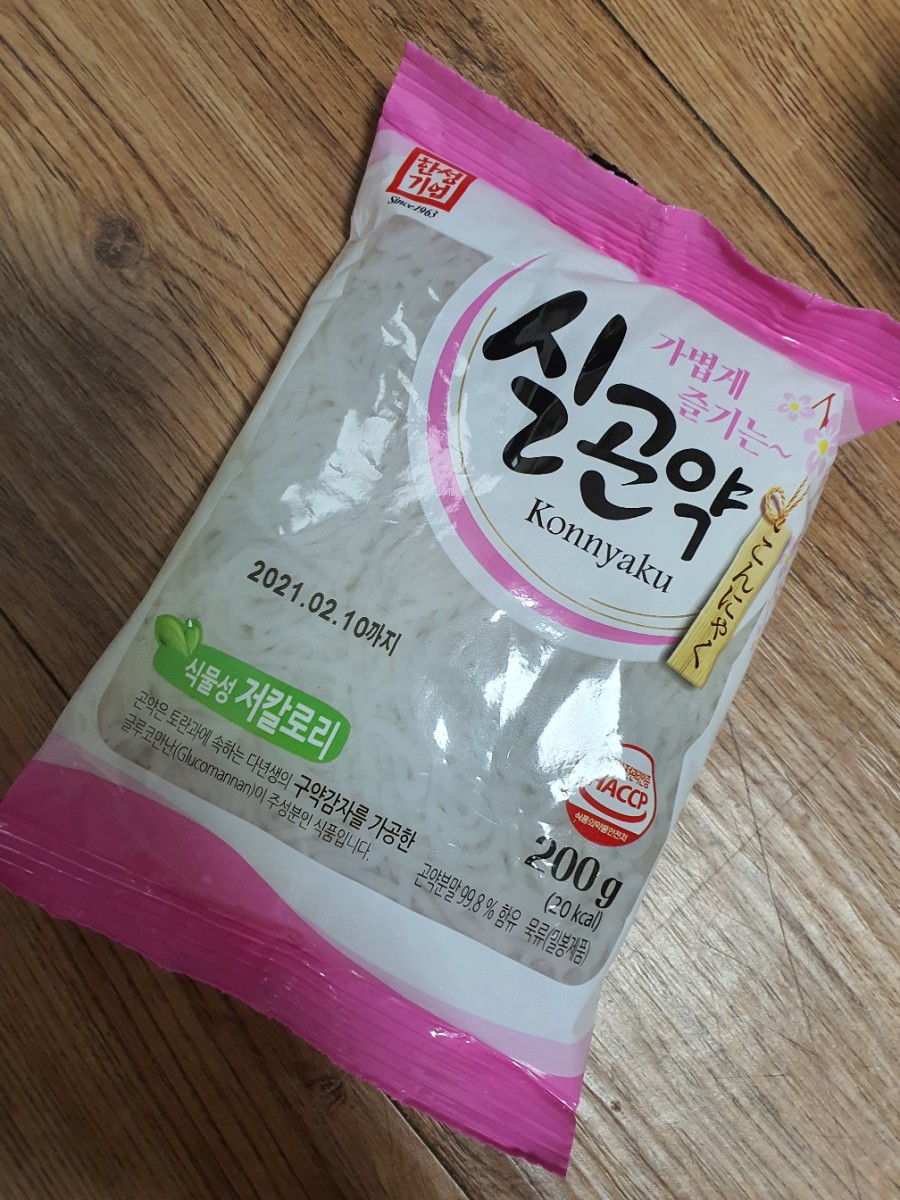 한성
기업
Since1963
가볍게
즐기는~
실곤약
Konnyaku
こんにゃく
2021.02.10까지
식물성 저칼로리
곤약은 토란과에 속하는 다년생의 구약감자를 가공한
글루코만난(Glucomannan)이 주성분인 식품입니다.
HACCP
식품의약품안전처
200g
(20 kcal)
곤약분말 99.8% 함유 묵류(밀봉제품)